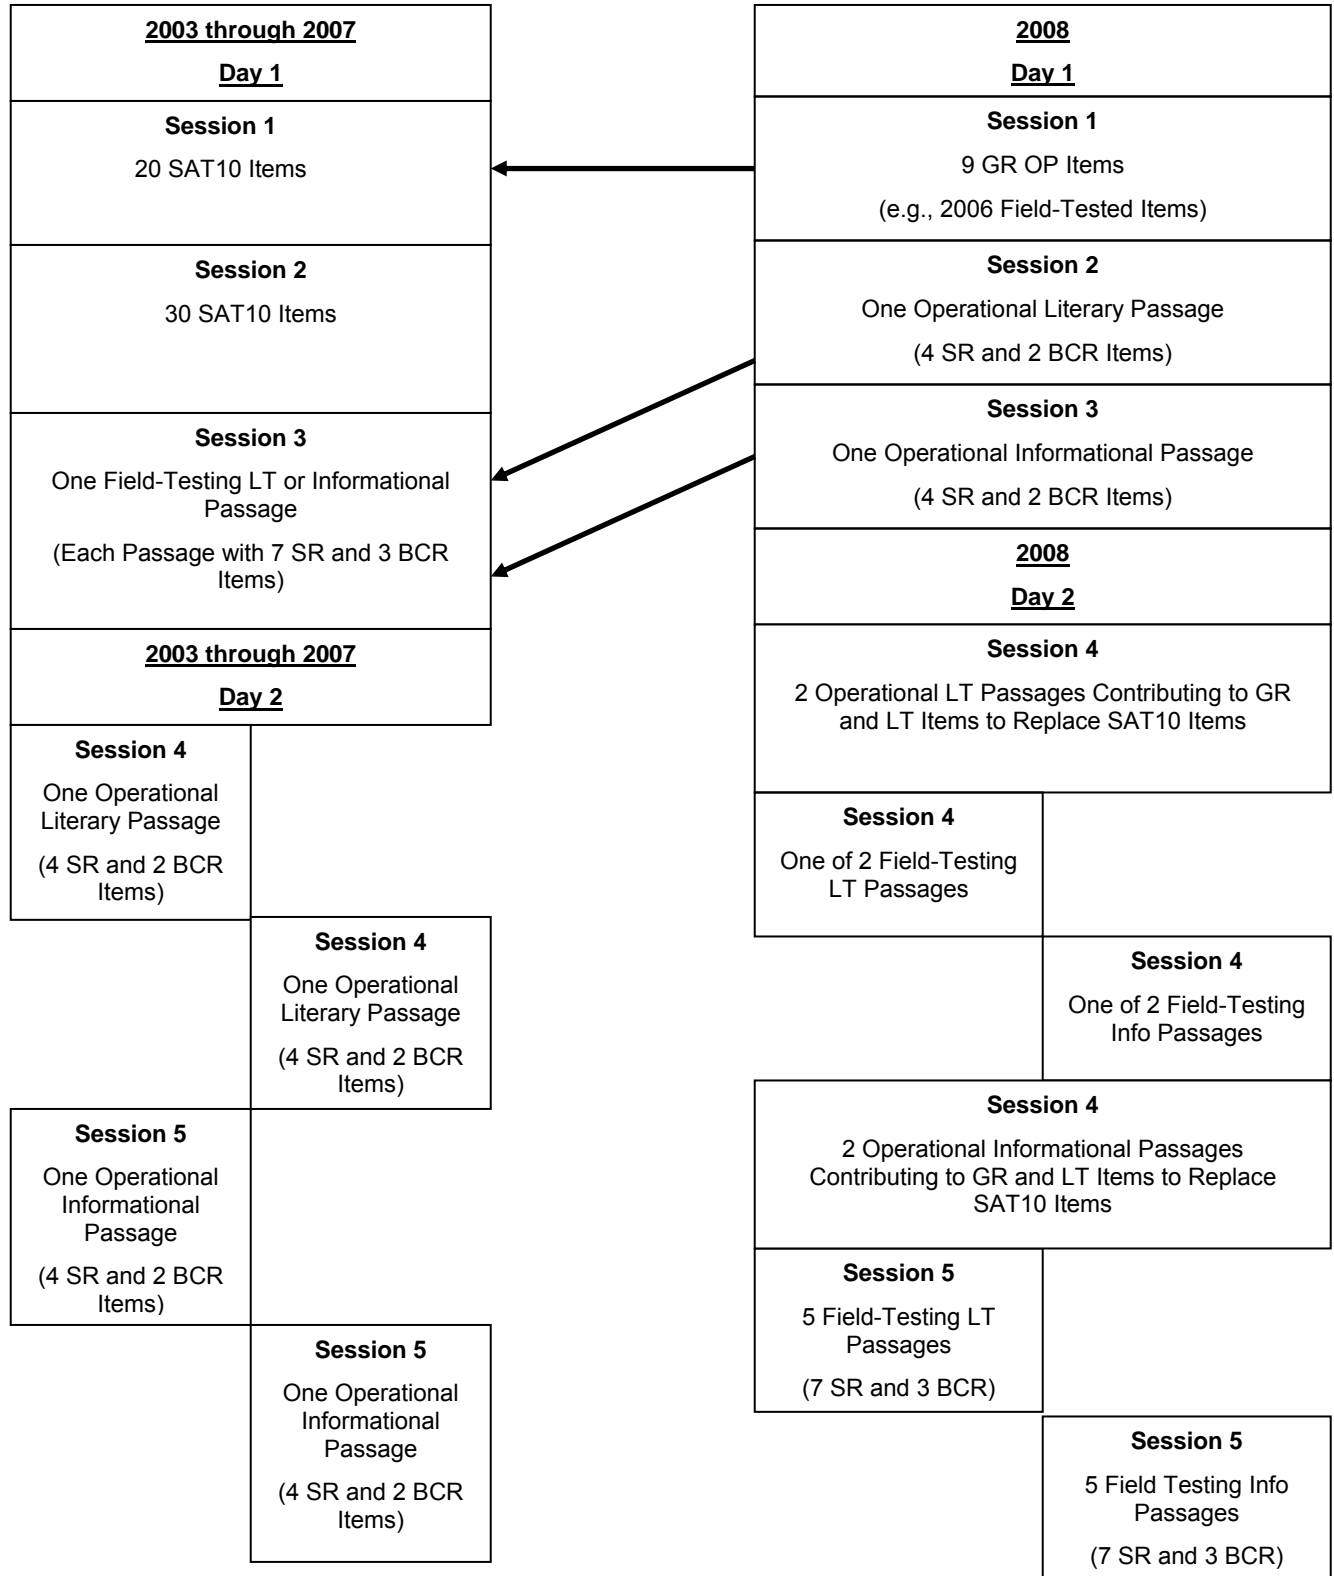 2003 through 2007
Day 1
Session 1
20 SAT10 Items
Session 2
30 SAT10 Items
Session 3
One Field-Testing LT or Informational
Passage
(Each Passage with 7 SR and 3 BCR
Items)
2003 through 2007
Day 2
Session 4
One Operational
Literary Passage
(4 SR and 2 BCR
Items)
Session 4
One Operational
Literary Passage
(4 SR and 2 BCR
Items)
Session 5
One Operational
Informational
Passage
(4 SR and 2 BCR
Items)
Session 5
One Operational
Informational
Passage
(4 SR and 2 BCR
Items)
2008
Day 1
Session 1
9 GR OP Items
(e.g., 2006 Field-Tested Items)
Session 2
One Operational Literary Passage
(4 SR and 2 BCR Items)
Session 3
One Operational Informational Passage
(4 SR and 2 BCR Items)
2008
Day 2
Session 4
2 Operational LT Passages Contributing to GR
and LT Items to Replace SAT10 Items
Session 4
One of 2 Field-Testing
LT Passages
Session 4
One of 2 Field-Testing
Info Passages
Session 4
2 Operational Informational Passages
Contributing to GR and LT Items to Replace
SAT10 Items
Session 5
5 Field-Testing LT
Passages
(7 SR and 3 BCR)
Session 5
5 Field Testing Info
Passages
(7 SR and 3 BCR)